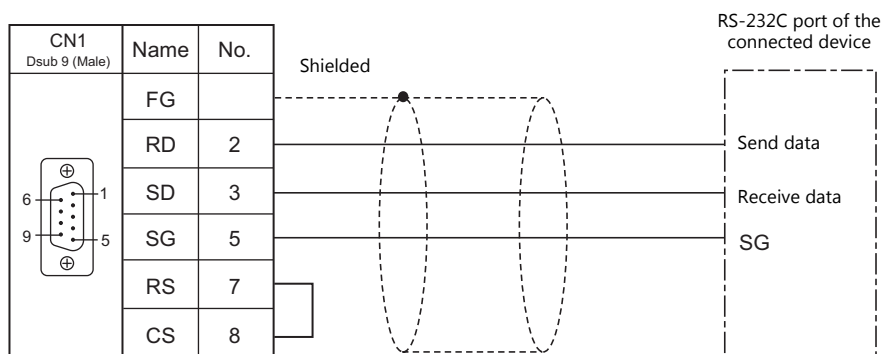 RS-232C port of the
connected device
CN1
Dsub 9 (Male)
Name
No.
Shielded
FG
RD
2
Send data
SD
3
Receive data
SG
5
SG
RS
7
CS
8
6
1
9
5